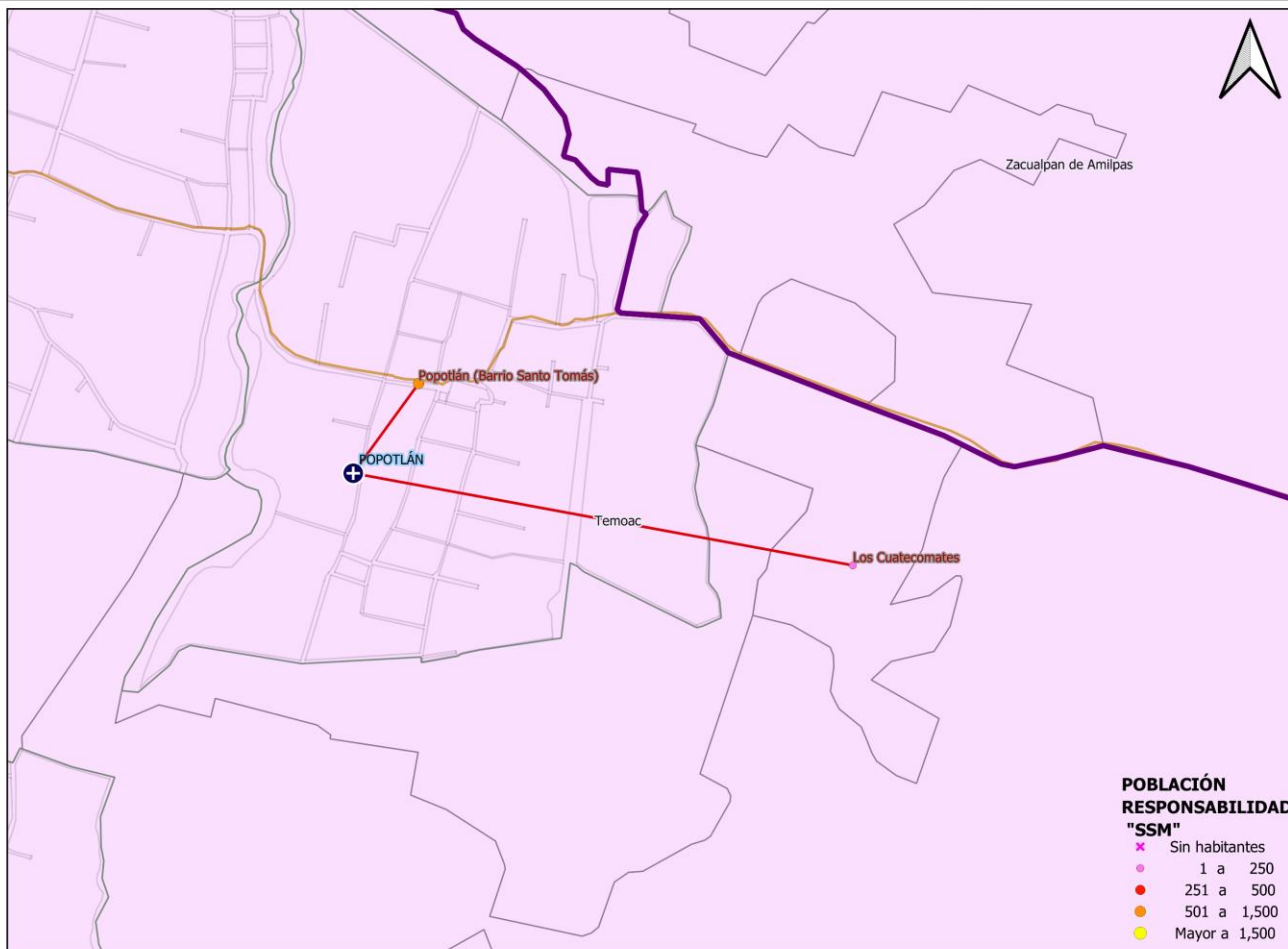 Zacualpan de Amilpas
Popotlán (Barrio Santo Tomás)
POPOTLÁN
Temoac
Los Cuatecomates
POBLACIÓN
RESPONSABILIDAD
"SSM"
Sin habitantes
1 a 250
251 a 500
501 a 1,500
Mayor a 1,500